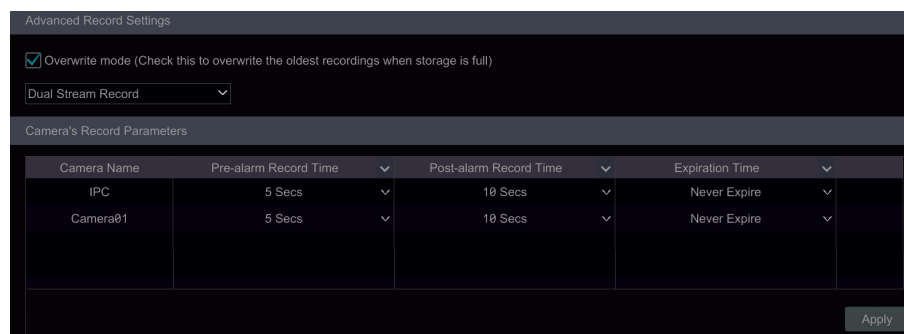 Advanced Record Settings
Overwrite mode (Check this to overwrite the oldest recordings when storage is full)
Dual Stream Record
Camera's Record Parameters
Camera Name Pre-alarm Record Time Post-alarm Record Time Expiration Time
IPC 5 Secs 10 Secs Never Expire
Camera01 5 Secs 10 Secs Never Expire
Apply